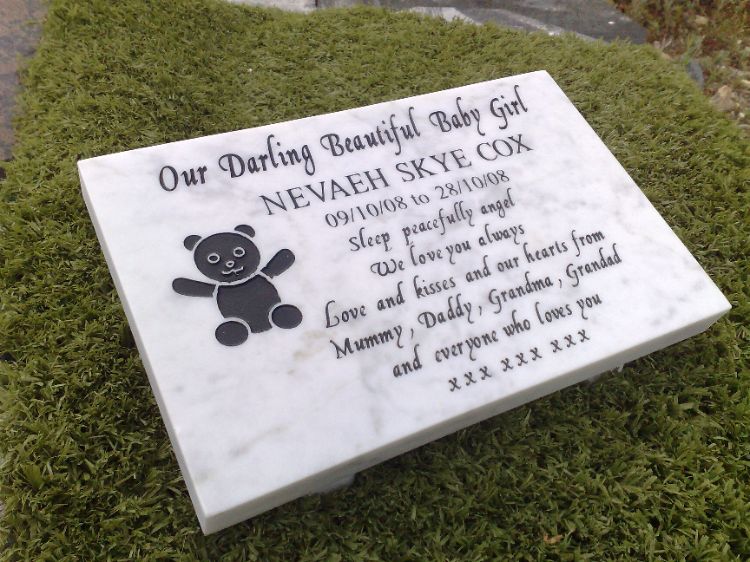 Our Darling Beautiful Baby Girl
NEVAEH SKYE COX
09/10/08 to 28/10/08
Sleep peacefully angel
We love you always
Love and kisses and our hearts from
Mummy, Daddy, Grandma, Grandad
and everyone who loves you
xxx xxx xxx